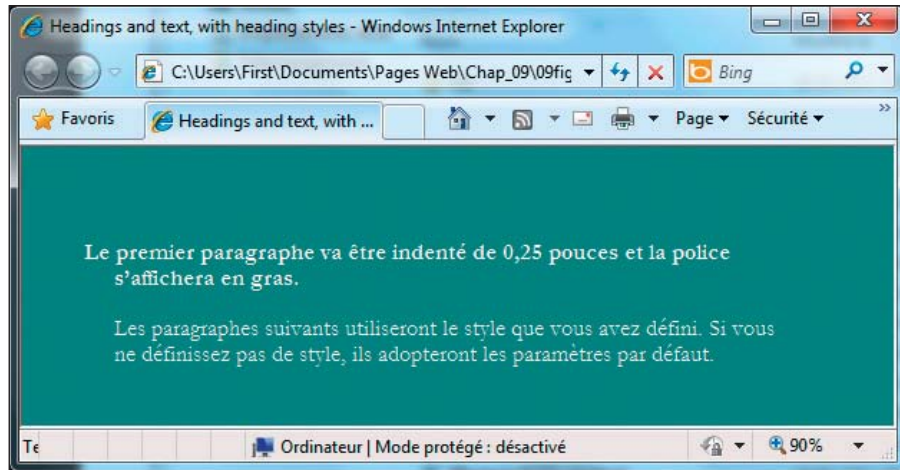 Headings and text, with heading styles - Windows Internet Explorer
C:\Users\First\Documents\Pages Web\Chap_09\09fig
Bing
Favoris
Headings and text, with ...
Page
Sécurité
Le premier paragraphe va être indenté de 0,25 pouces et la police
s'affichera en gras.
Les paragraphes suivants utiliseront le style que vous avez défini. Si vous
ne définissez pas de style, ils adopteront les paramètres par défaut.
Te
Ordinateur | Mode protégé : désactivé
90%